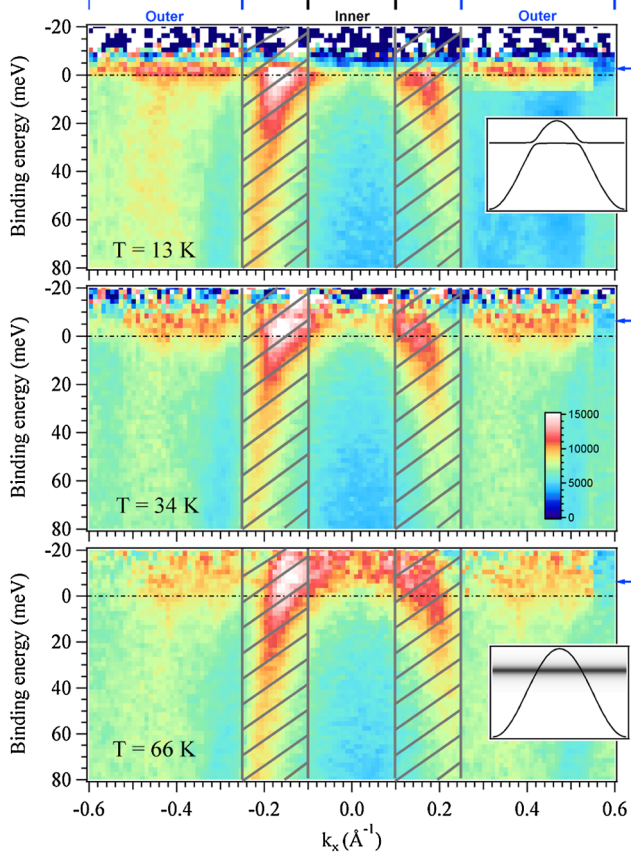 Outer Inner Outer
-20
0
20
40
60
80
Binding energy (meV)
T = 13 K
-20
0
20
40
60
80
Binding energy (meV)
T = 34 K
15000
10000
5000
0
-20
0
20
40
60
80
Binding energy (meV)
T = 66 K
-0.6 -0.4 -0.2 0.0 0.2 0.4 0.6
kₓ (Å⁻¹)